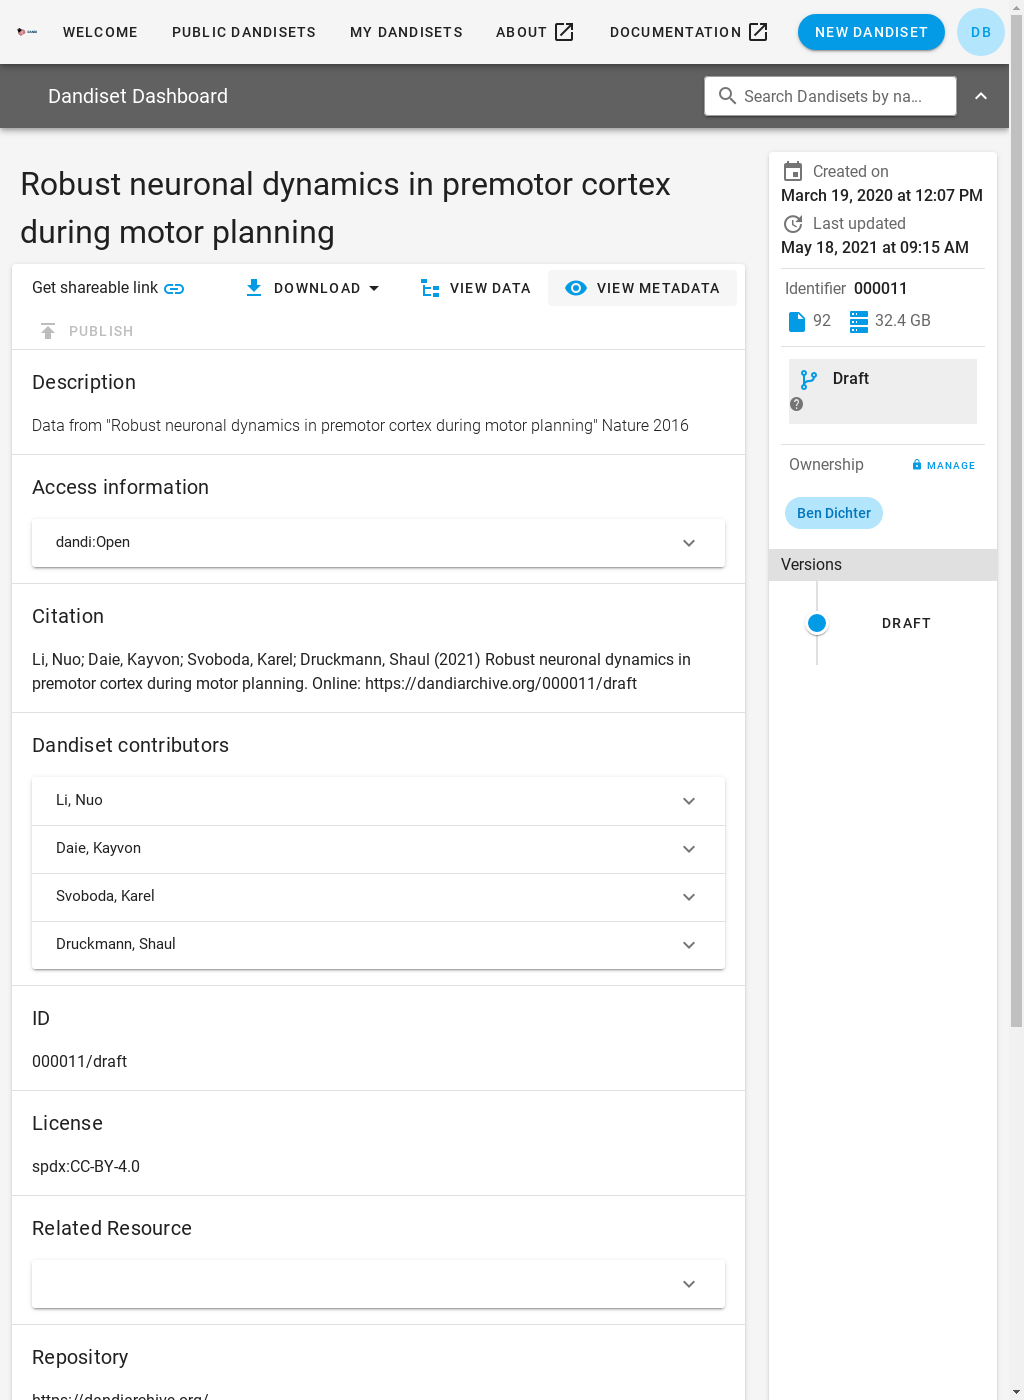 WELCOME
PUBLIC DANDISETS
MY DANDISETS
ABOUT
DOCUMENTATION
NEW DANDISET
DB
Dandiset Dashboard
Search Dandisets by na...
Robust neuronal dynamics in premotor cortex
during motor planning
Get shareable link
DOWNLOAD
VIEW DATA
VIEW METADATA
PUBLISH
Description
Data from "Robust neuronal dynamics in premotor cortex during motor planning" Nature 2016
Access information
dandi:Open
Citation
Li, Nuo; Daie, Kayvon; Svoboda, Karel; Druckmann, Shaul (2021) Robust neuronal dynamics in
premotor cortex during motor planning. Online: https://dandiarchive.org/000011/draft
Dandiset contributors
Li, Nuo
Daie, Kayvon
Svoboda, Karel
Druckmann, Shaul
ID
000011/draft
License
spdx:CC-BY-4.0
Related Resource
Repository
https://dandiarchive.org/
Created on
March 19, 2020 at 12:07 PM
Last updated
May 18, 2021 at 09:15 AM
Identifier 000011
92
32.4 GB
Draft
Ownership
MANAGE
Ben Dichter
Versions
DRAFT